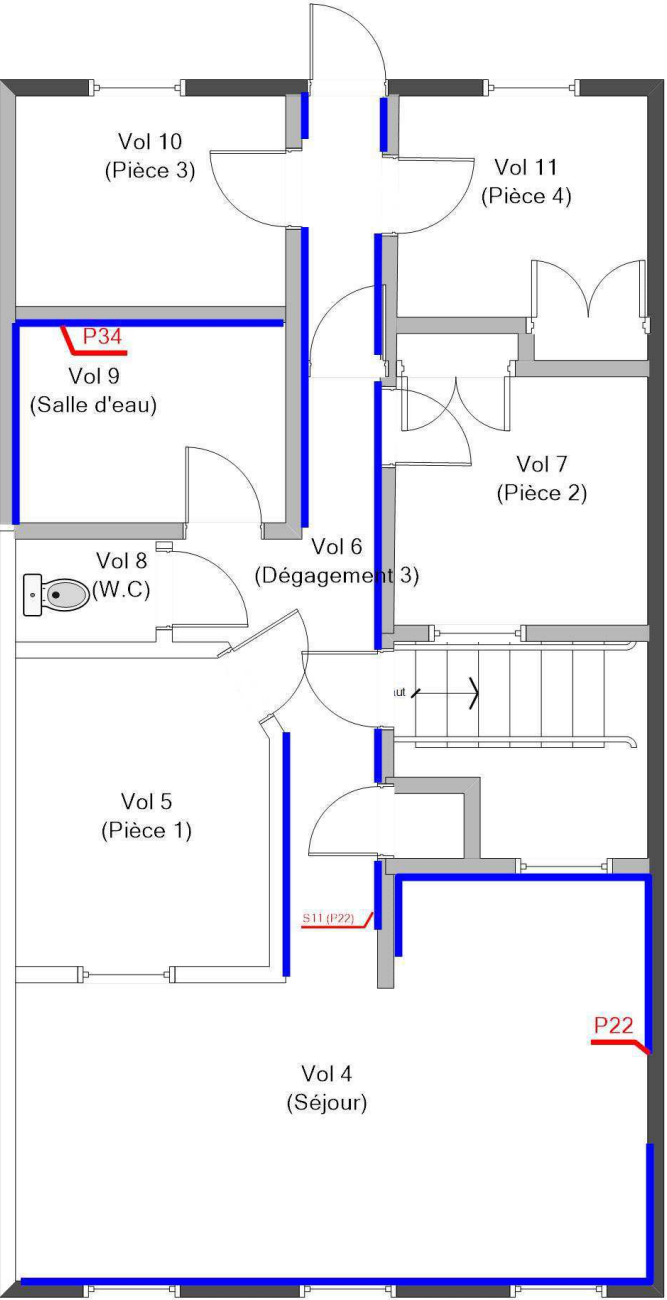 Vol 10
(Pièce 3)
Vol 11
(Pièce 4)
P34
Vol 9
(Salle d'eau)
Vol 7
(Pièce 2)
Vol 8
(W.C)
Vol 6
(Dégagement 3)
aut
Vol 5
(Pièce 1)
S11 (P22)
P22
Vol 4
(Séjour)